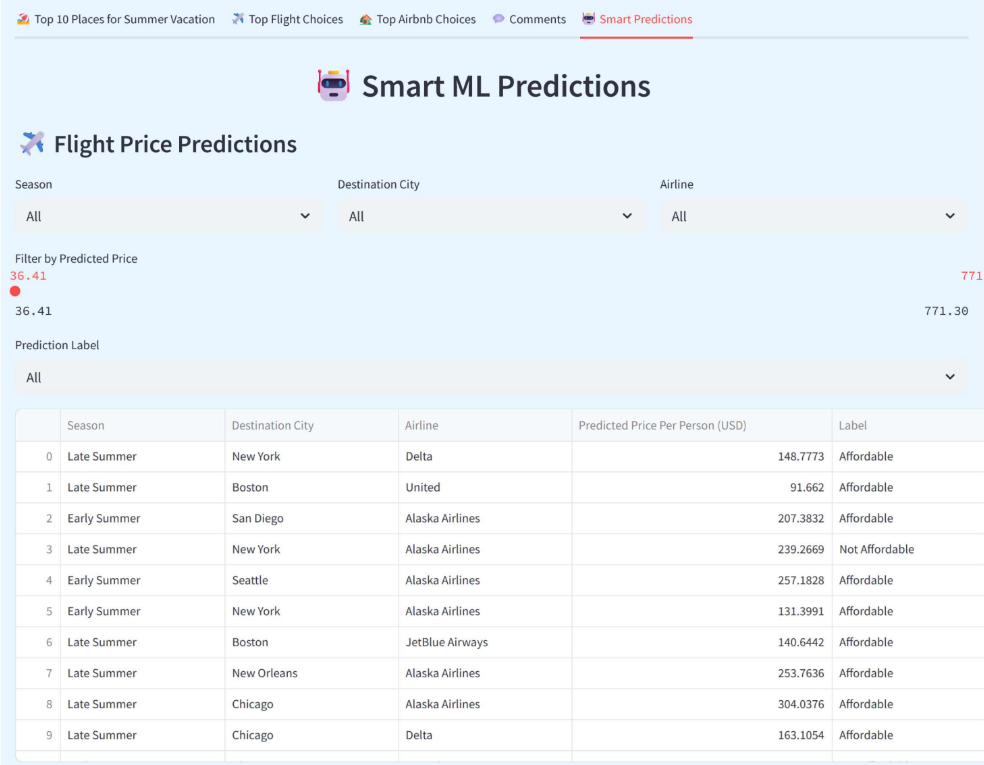 Top 10 Places for Summer Vacation Top Flight Choices Top Airbnb Choices Comments Smart Predictions
Smart ML Predictions
Flight Price Predictions
Season Destination City Airline
All All All
Filter by Predicted Price
36.41 771
36.41 771.30
Prediction Label
All
Season Destination City Airline Predicted Price Per Person (USD) Label
0 Late Summer New York Delta 148.7773 Affordable
1 Late Summer Boston United 91.662 Affordable
2 Early Summer San Diego Alaska Airlines 207.3832 Affordable
3 Late Summer New York Alaska Airlines 239.2669 Not Affordable
4 Early Summer Seattle Alaska Airlines 257.1828 Affordable
5 Early Summer New York Alaska Airlines 131.3991 Affordable
6 Late Summer Boston JetBlue Airways 140.6442 Affordable
7 Late Summer New Orleans Alaska Airlines 253.7636 Affordable
8 Late Summer Chicago Alaska Airlines 304.0376 Affordable
9 Late Summer Chicago Delta 163.1054 Affordable